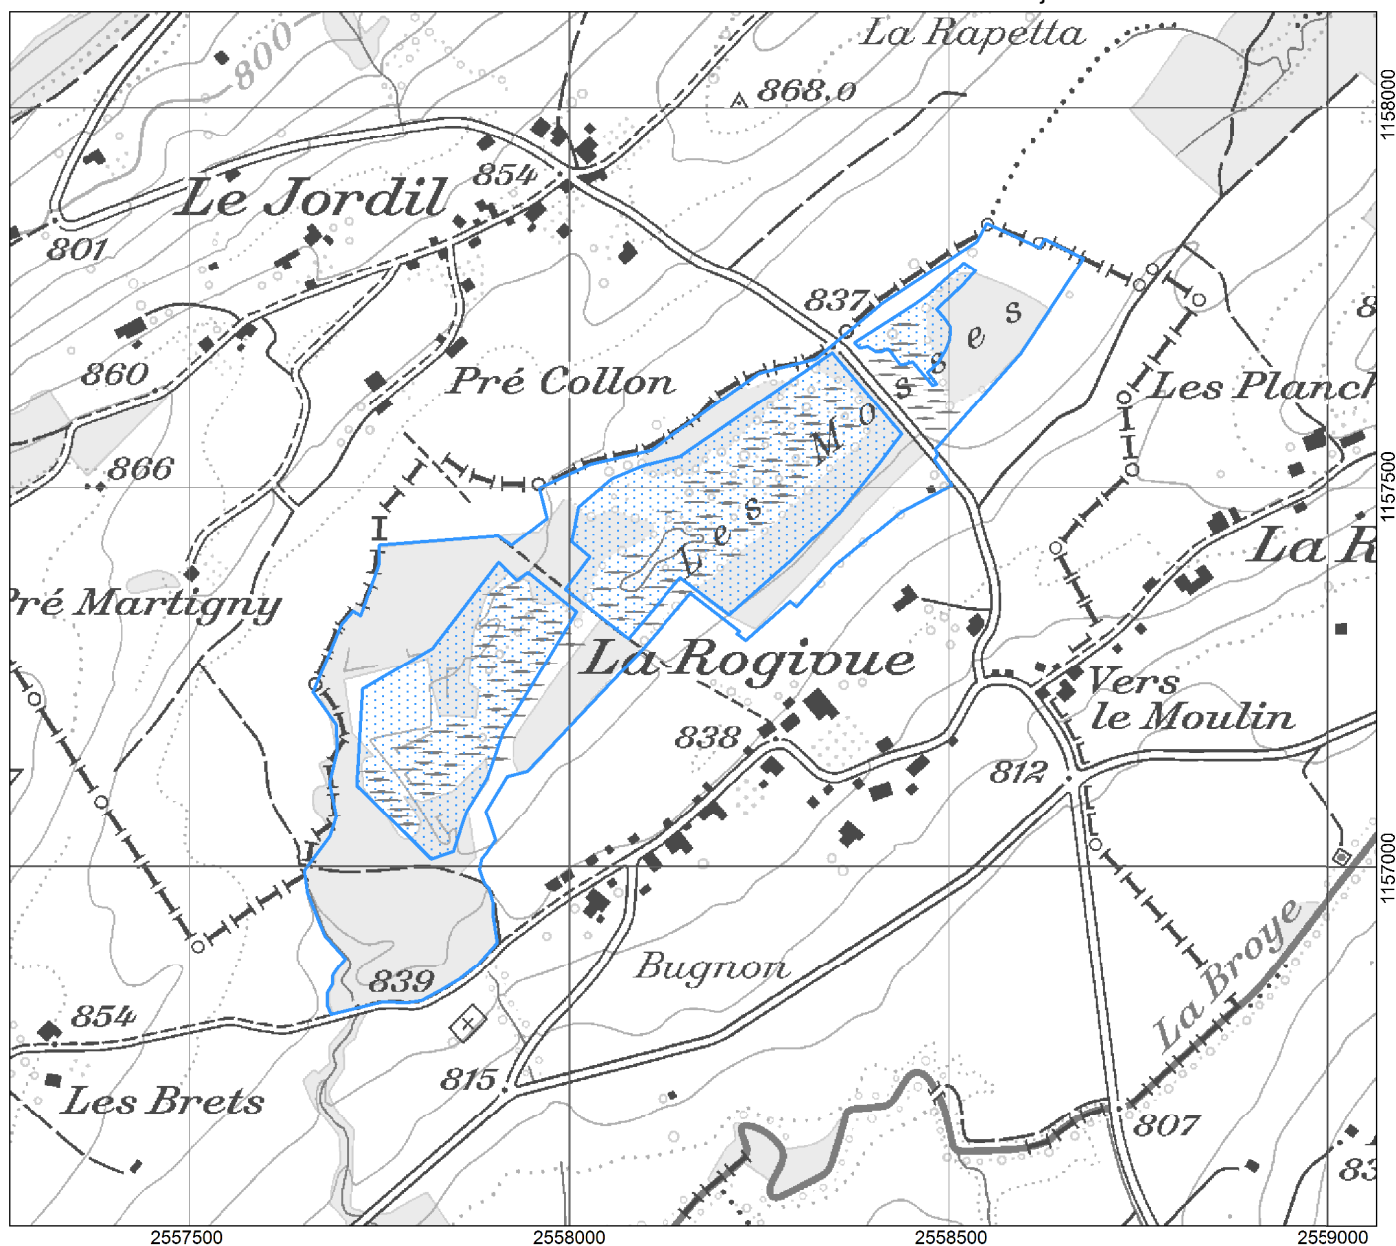 La Rapetta
800
868.0
1158000
854
Le Jordil
801
837
Les Mosses
860
Pré Collon
Les Planch
866
1157500
La R
Pré Martigny
La Rogivue
Vers
le Moulin
838
812
1157000
839
Bugnon
La Broye
854
815
Les Brets
807
83
2557500
2558000
2558500
2559000